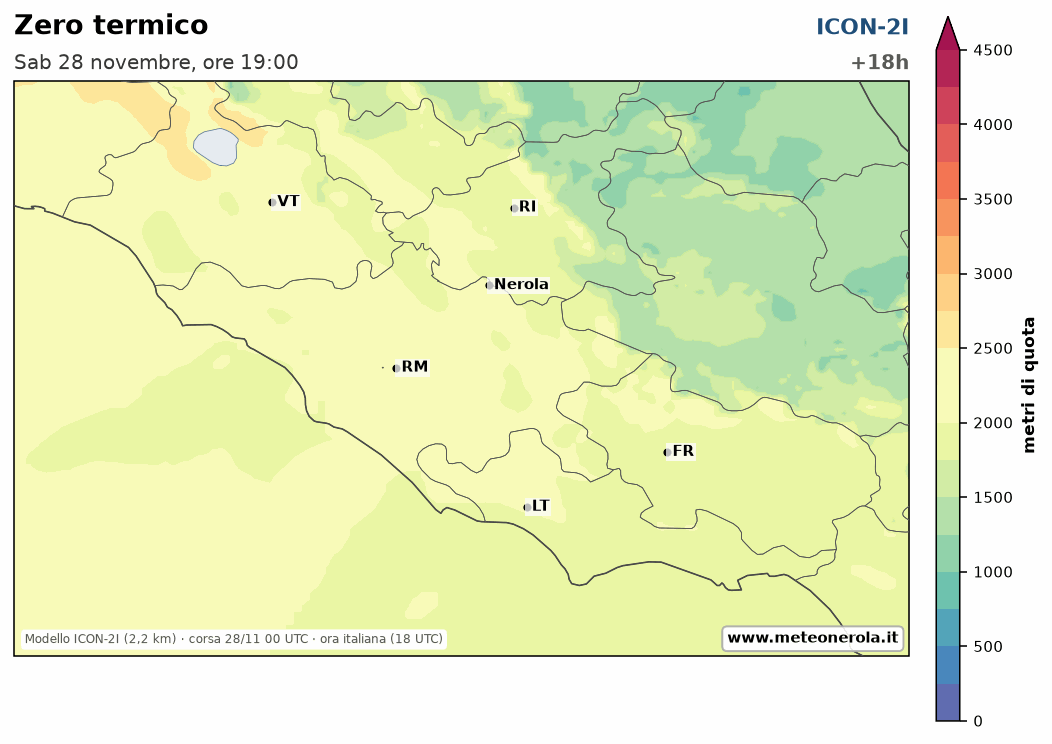 Zero termico
ICON-2I
Sab 28 novembre, ore 19:00
+18h
4500
4000
3500
3000
2500
2000
1500
1000
500
0
metri di quota
VT
RI
Nerola
RM
FR
LT
Modello ICON-2I (2,2 km) · corsa 28/11 00 UTC · ora italiana (18 UTC)
www.meteonerola.it